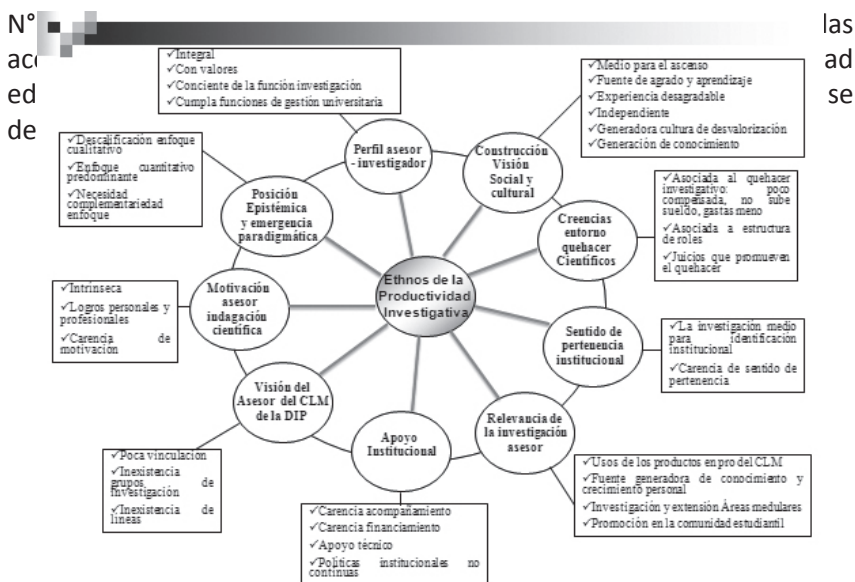 N°
las
acc
ad
ed
se
de
✓Integral
✓Con valores
✓Conciente de la función investigación
✓Cumpla funciones de gestión universitaria
✓Medio para el ascenso
✓Fuente de agrado y aprendizaje
✓Experiencia desagradable
✓Independiente
✓Generadora cultura de desvalorización
✓Generación de conocimiento
✓Descalificación enfoque
cualitativo
✓Enfoque cuantitativo
predominante
✓Necesidad
complementariedad
enfoque
Perfil asesor
- investigador
Construcción
Visión
Social y
cultural
Posición
Epistémica
y emergencia
paradigmática
✓Asociada al quehacer
investigativo: poco
compensada, no sube
sueldo, gastas meno
✓Asociada a estructura
de roles
✓Juicios que promueven
el quehacer
Creencias
entorno
quehacer
Científicos
✓Intrínseca
✓Logros personales y
profesionales
✓Carencia de
motivación
Motivación
asesor
indagación
científica
Ethnos de la
Productividad
Investigativa
Sentido de
pertenencia
institucional
✓La investigación medio
para identificación
institucional
✓Carencia de sentido de
pertenencia
Visión del
Asesor del CLM
de la DIP
Apoyo
Institucional
Relevancia de
la investigación
asesor
✓Poca vinculación
✓Inexistencia
grupos de
Investigación
✓Inexistencia de
líneas
✓Carencia acompañamiento
✓Carencia financiamiento
✓Apoyo técnico
✓Políticas institucionales no
continuas
✓Usos de los productos en pro del CLM
✓Fuente generadora de conocimiento y
crecimiento personal
✓Investigación y extensión Áreas medulares
✓Promoción en la comunidad estudiantil